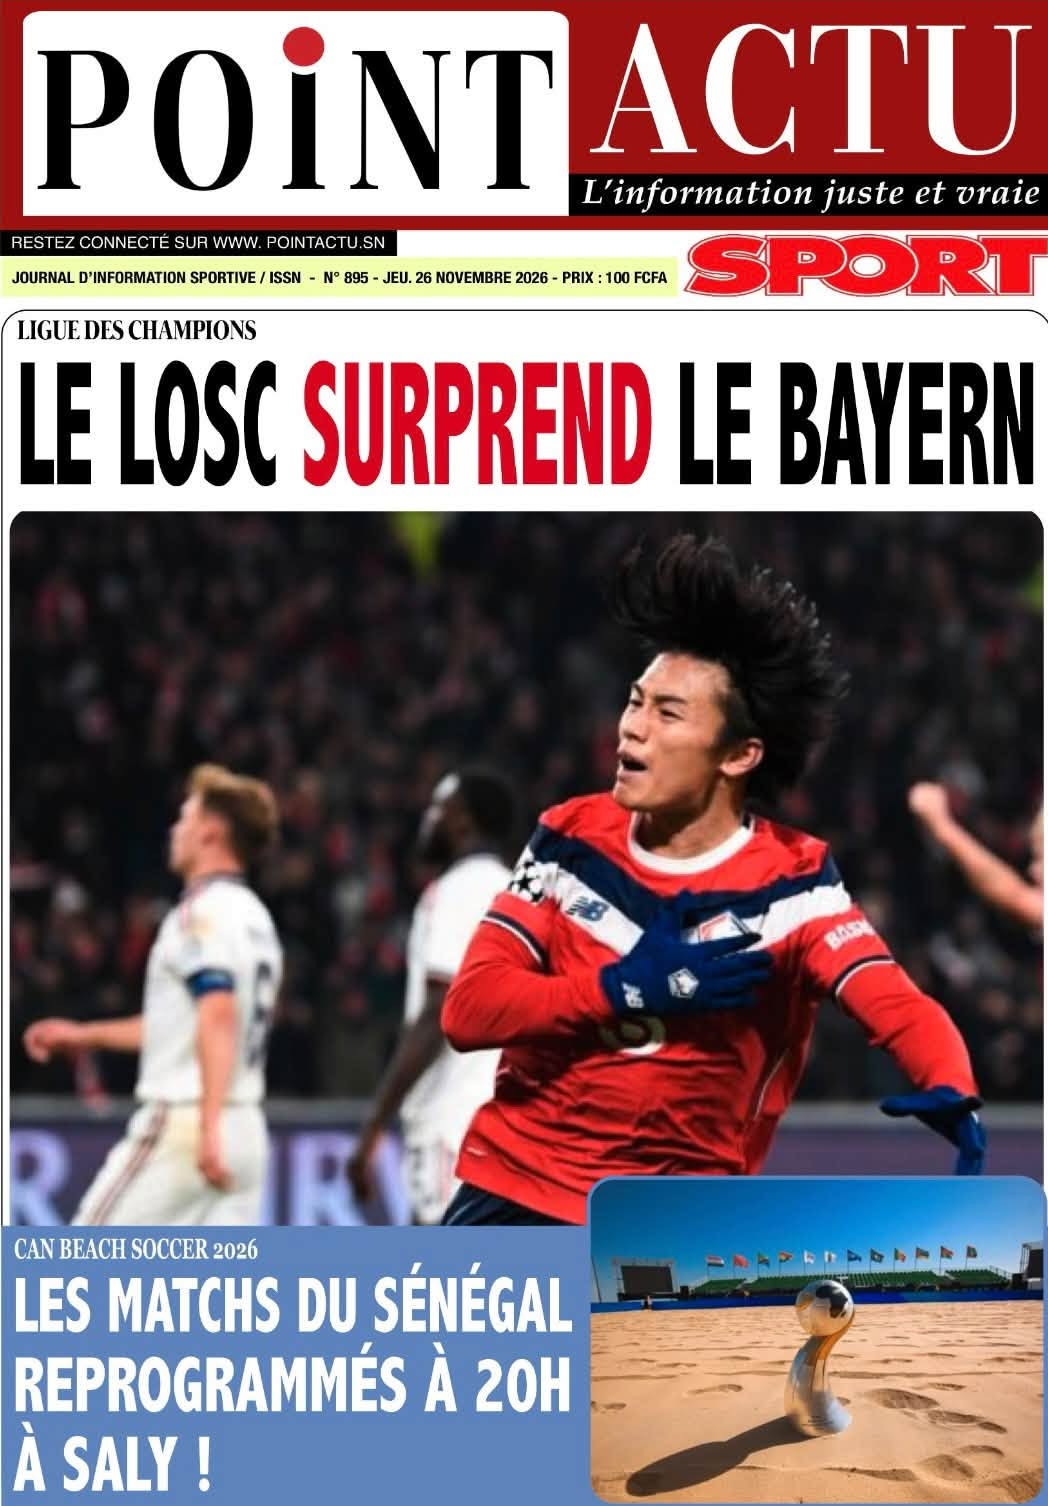 POINT ACTU
L'information juste et vraie
RESTEZ CONNECTÉ SUR WWW. POINTACTU.SN
JOURNAL D'INFORMATION SPORTIVE / ISSN - N° 895 - JEU. 26 NOVEMBRE 2026 - PRIX : 100 FCFA
SPORT
LIGUE DES CHAMPIONS
LE LOSC SURPREND LE BAYERN
CAN BEACH SOCCER 2026
LES MATCHS DU SÉNÉGAL
REPROGRAMMÉS À 20H
À SALY !